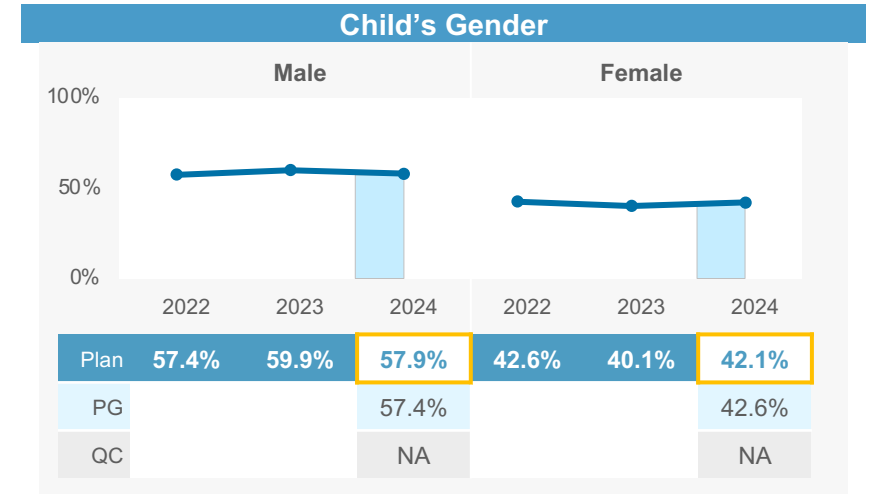 Child’s Gender
Male Female
100%
50%
0%
2022 2023 2024 2022 2023 2024
Plan 57.4% 59.9% 57.9% 42.6% 40.1% 42.1%
PG 57.4% 42.6%
QC NA NA